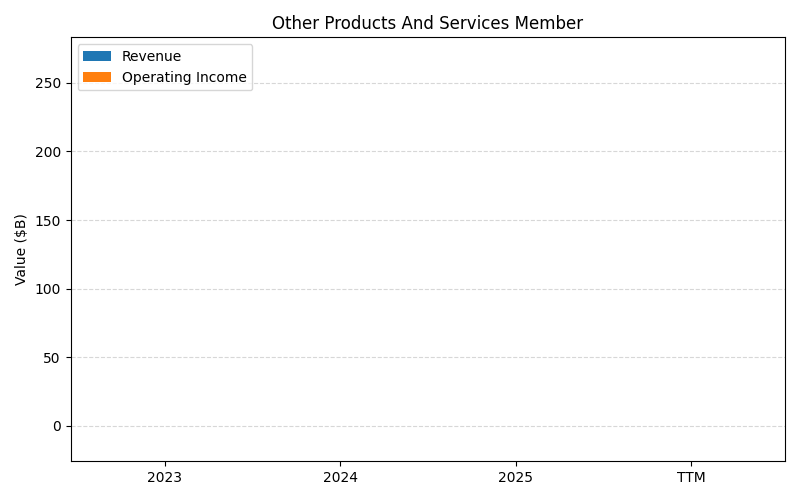 Other Products And Services Member
Revenue
Operating Income
Value ($B)
250
200
150
100
50
0
2023 2024 2025 TTM